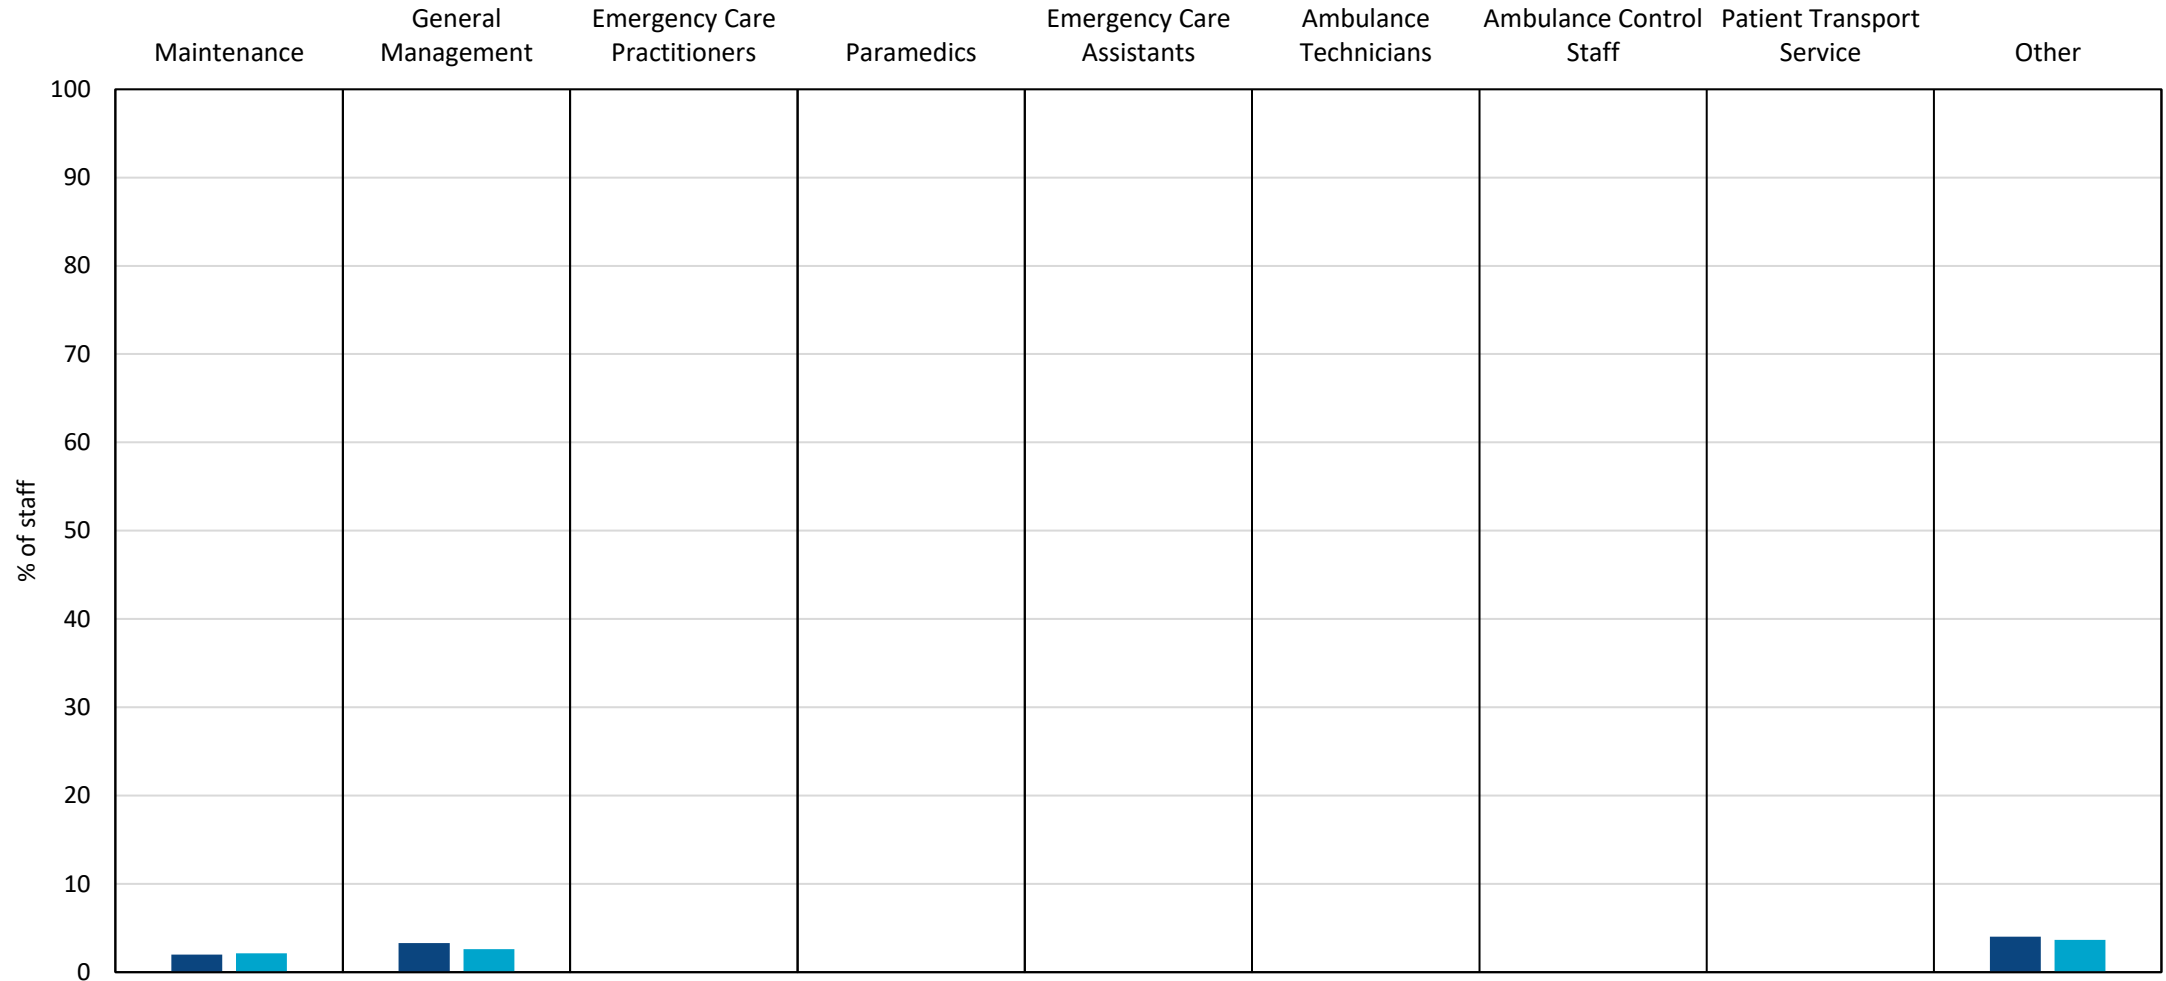 Maintenance
General
Management
Emergency Care
Practitioners
Paramedics
Emergency Care
Assistants
Ambulance
Technicians
Ambulance Control
Staff
Patient Transport
Service
Other
% of staff
100
90
80
70
60
50
40
30
20
10
0